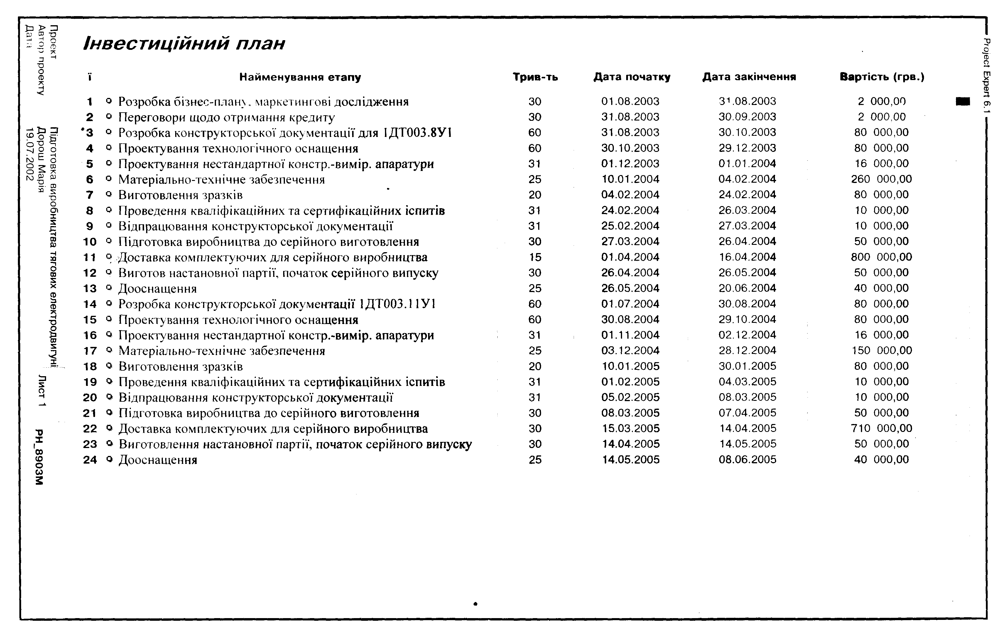 Інвестиційний план
ї Найменування етапу Трив-ть Дата початку Дата закінчення Вартість (грв.)
1 Розробка бізнес-плану, маркетингові дослідження 30 01.08.2003 31.08.2003 2 000,00
2 Переговори щодо отримання кредиту 30 31.08.2003 30.09.2003 2 000,00
*3 Розробка конструкторської документації для 1ДТ003.8У1 60 31.08.2003 30.10.2003 80 000,00
4 Проектування технологічного оснащення 60 30.10.2003 29.12.2003 80 000,00
5 Проектування нестандартної констр.-вимір. апаратури 31 01.12.2003 01.01.2004 16 000,00
6 Матеріально-технічне забезпечення 25 10.01.2004 04.02.2004 260 000,00
7 Виготовлення зразків 20 04.02.2004 24.02.2004 80 000,00
8 Проведення кваліфікаційних та сертифікаційних іспитів 31 24.02.2004 26.03.2004 10 000,00
9 Відпрацювання конструкторської документації 31 25.02.2004 27.03.2004 10 000,00
10 Підготовка виробництва до серійного виготовлення 30 27.03.2004 26.04.2004 50 000,00
11 Доставка комплектуючих для серійного виробництва 15 01.04.2004 16.04.2004 800 000,00
12 Виготов настановної партії, початок серійного випуску 30 26.04.2004 26.05.2004 50 000,00
13 Дооснащення 25 26.05.2004 20.06.2004 40 000,00
14 Розробка конструкторської документації 1ДТ003.11У1 60 01.07.2004 30.08.2004 80 000,00
15 Проектування технологічного оснащення 60 30.08.2004 29.10.2004 80 000,00
16 Проектування нестандартної констр.-вимір. апаратури 31 01.11.2004 02.12.2004 16 000,00
17 Матеріально-технічне забезпечення 25 03.12.2004 28.12.2004 150 000,00
18 Виготовлення зразків 20 10.01.2005 30.01.2005 80 000,00
19 Проведення кваліфікаційних та сертифікаційних іспитів 31 01.02.2005 04.03.2005 10 000,00
20 Відпрацювання конструкторської документації 31 05.02.2005 08.03.2005 10 000,00
21 Підготовка виробництва до серійного виготовлення 30 08.03.2005 07.04.2005 50 000,00
22 Доставка комплектуючих для серійного виробництва 30 15.03.2005 14.04.2005 710 000,00
23 Виготовлення настановної партії, початок серійного випуску 30 14.04.2005 14.05.2005 50 000,00
24 Дооснащення 25 14.05.2005 08.06.2005 40 000,00
Проект Підготовка виробництва тягових електродвигуні
Автор проекту Дорош Марія Лист 1 РН_8903М
Дата 19.07.2002
Project Expert 6.1